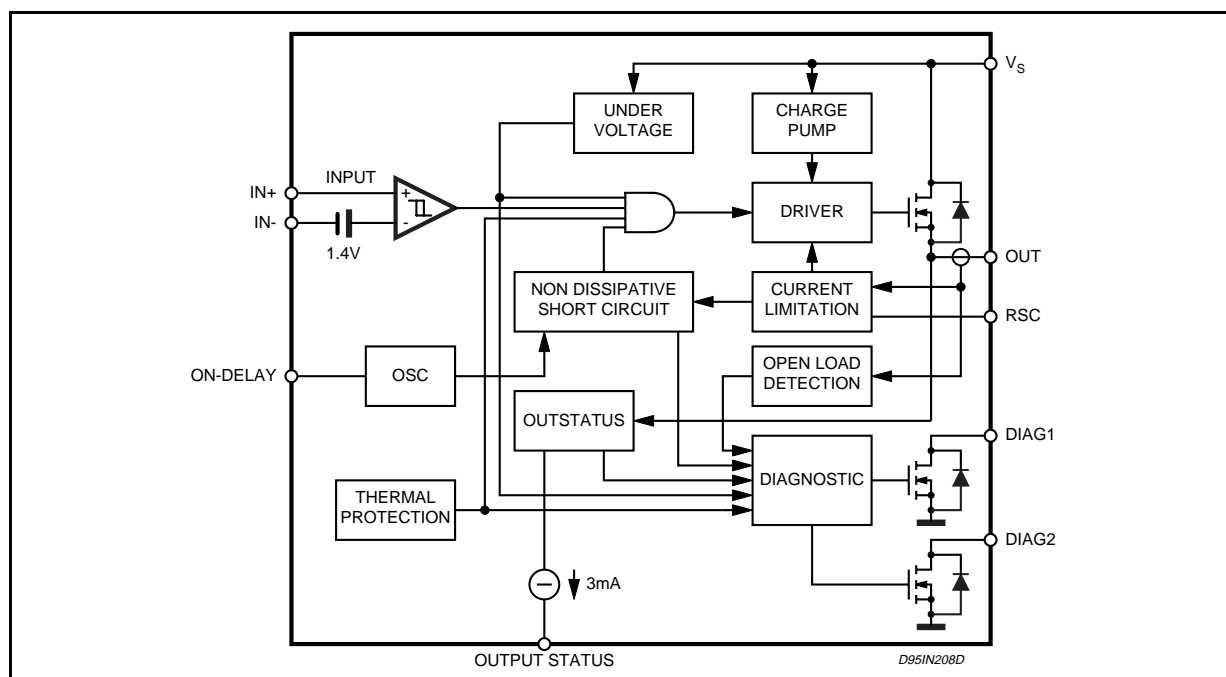 VS
UNDER
VOLTAGE
CHARGE
PUMP
IN+
INPUT
+
IN-
-
1.4V
DRIVER
OUT
NON DISSIPATIVE
SHORT CIRCUIT
CURRENT
LIMITATION
RSC
ON-DELAY
OSC
OPEN LOAD
DETECTION
OUTSTATUS
DIAG1
DIAGNOSTIC
THERMAL
PROTECTION
DIAG2
3mA
OUTPUT STATUS
D95IN208D